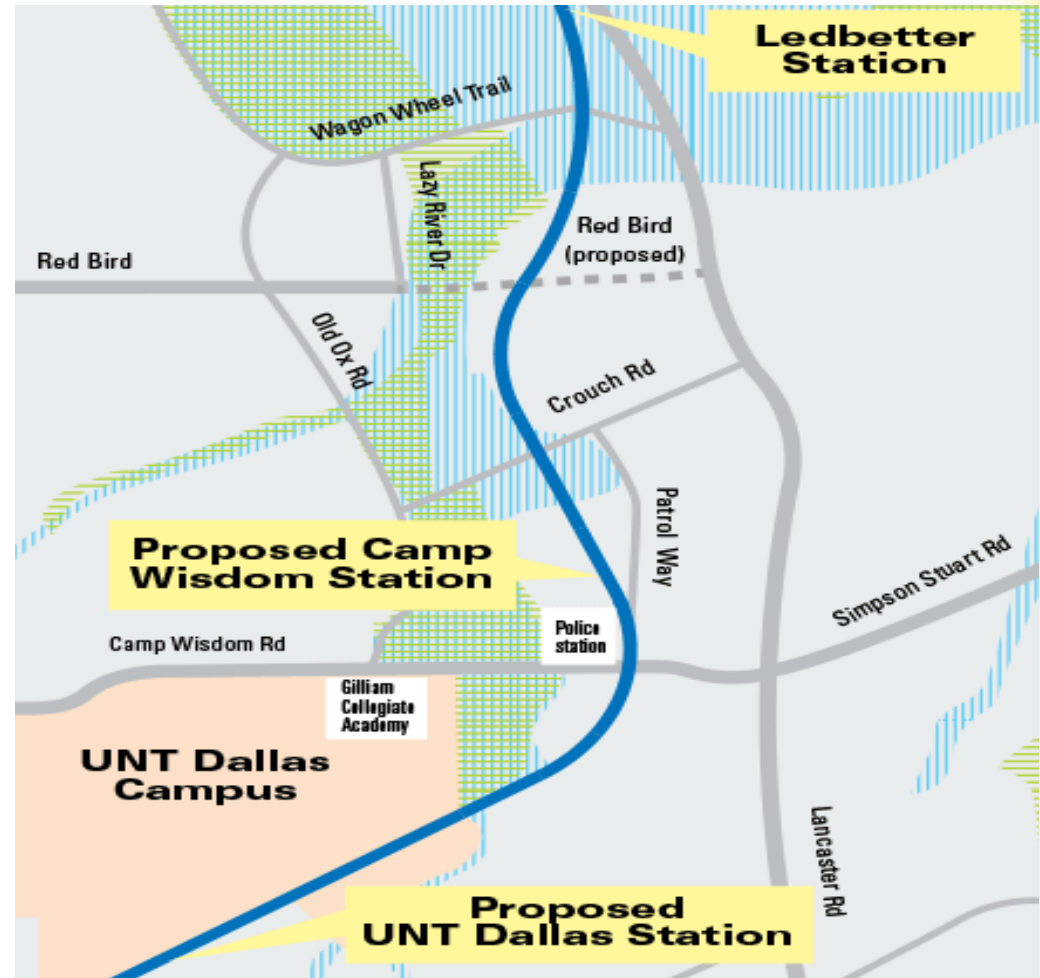 Ledbetter
Station
Wagon Wheel Trail
Lazy River Dr
Red Bird
(proposed)
Red Bird
Old Ox Rd
Crouch Rd
Patrol Way
Proposed Camp
Wisdom Station
Simpson Stuart Rd
Police
station
Camp Wisdom Rd
Gilliam
Collegiate
Academy
UNT Dallas
Campus
Lancaster Rd
Proposed
UNT Dallas Station